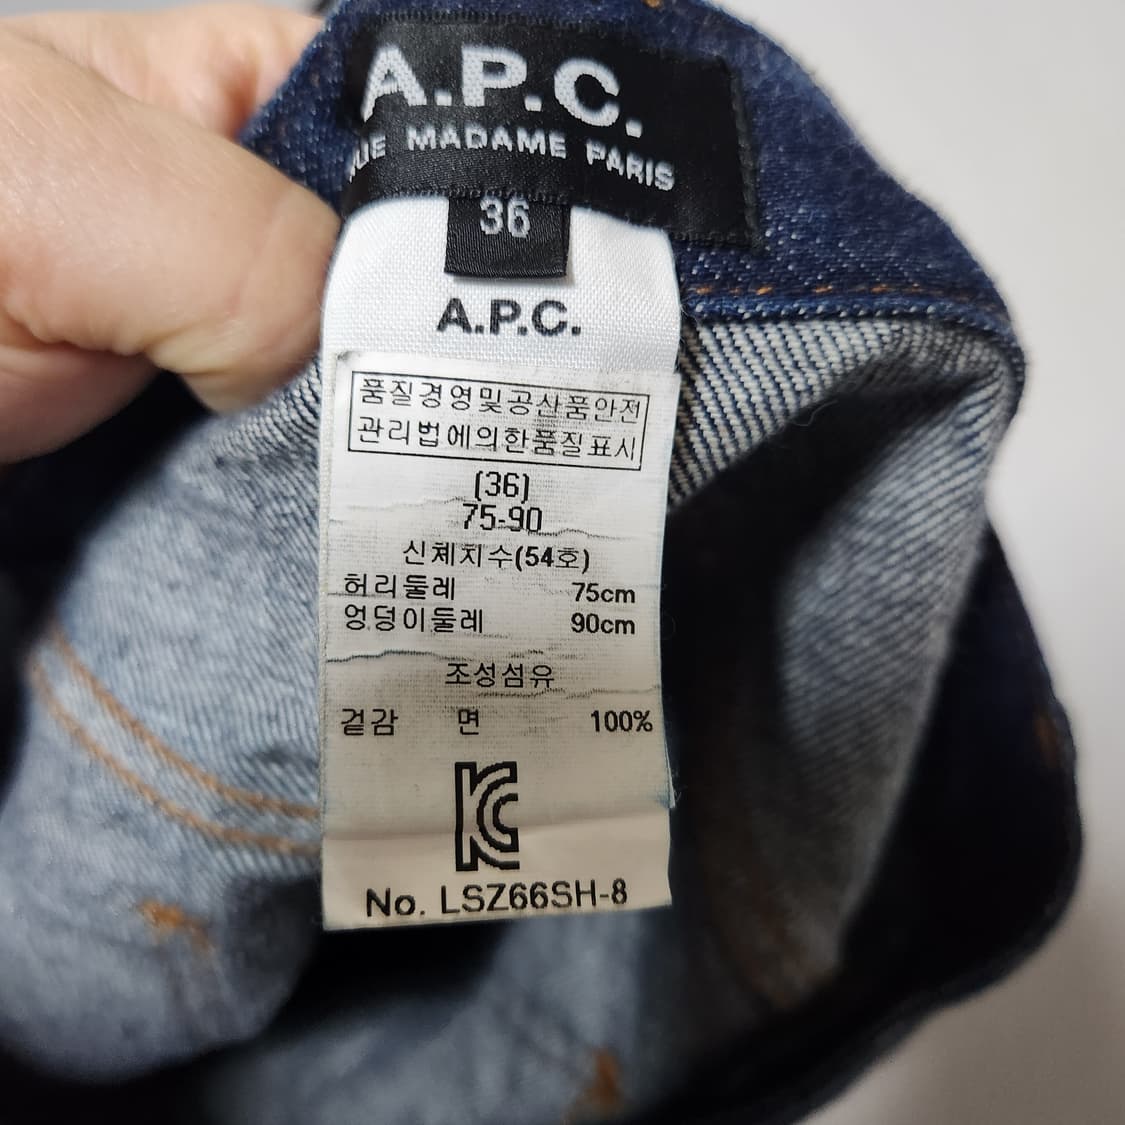 A.P.C.
RUE MADAME PARIS
36
A.P.C.
품질경영및공산품안전
관리법에의한품질표시
(36)
75-90
신체치수(54호)
허리둘레 75cm
엉덩이둘레 90cm
조성섬유
겉감 면 100%
KC
No. LSZ66SH-8